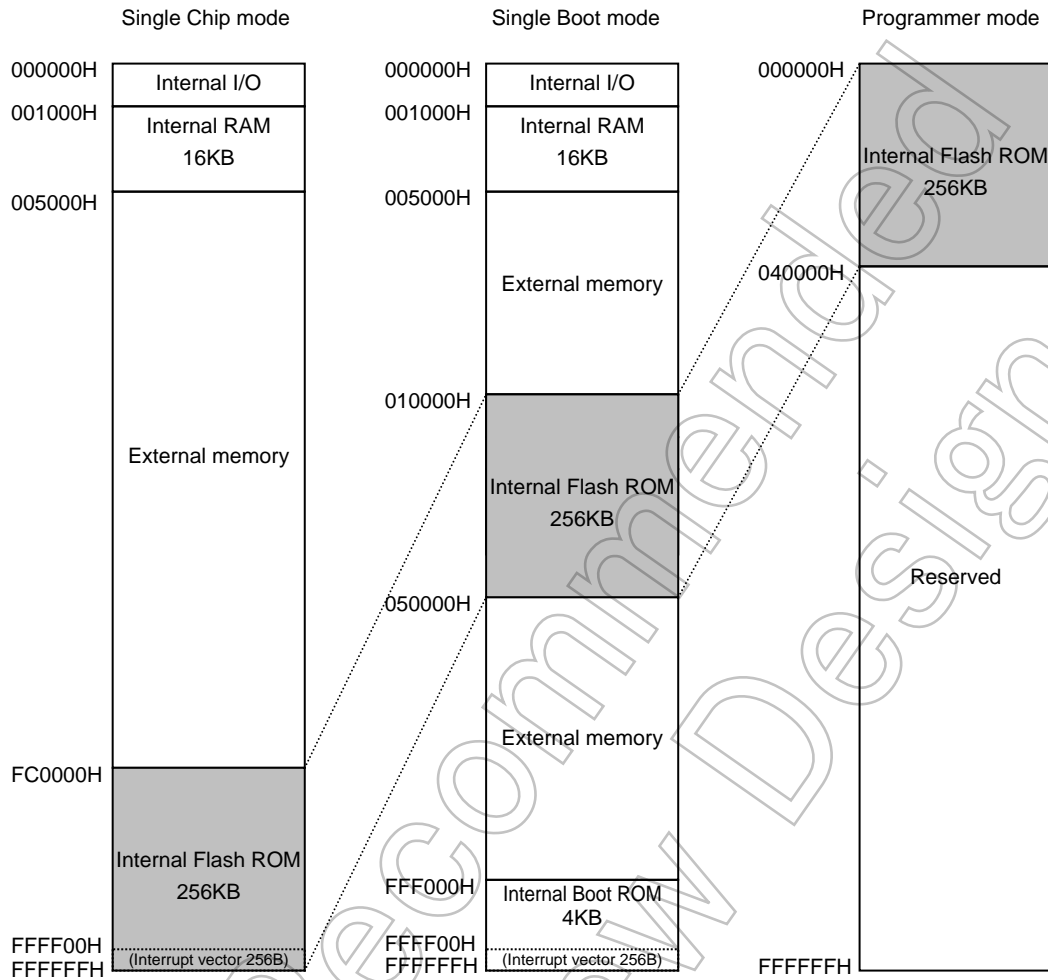 Single Chip mode
000000H
Internal I/O
001000H
Internal RAM
16KB
005000H
External memory
FC0000H
Internal Flash ROM
256KB
FFFF00H
(Interrupt vector 256B)
FFFFFFH
Single Boot mode
000000H
Internal I/O
001000H
Internal RAM
16KB
005000H
External memory
010000H
Internal Flash ROM
256KB
050000H
External memory
FFF000H
Internal Boot ROM
4KB
FFFF00H
(Interrupt vector 256B)
FFFFFFH
Programmer mode
000000H
Internal Flash ROM
256KB
040000H
Reserved
FFFFFFH
ecommended
w Design